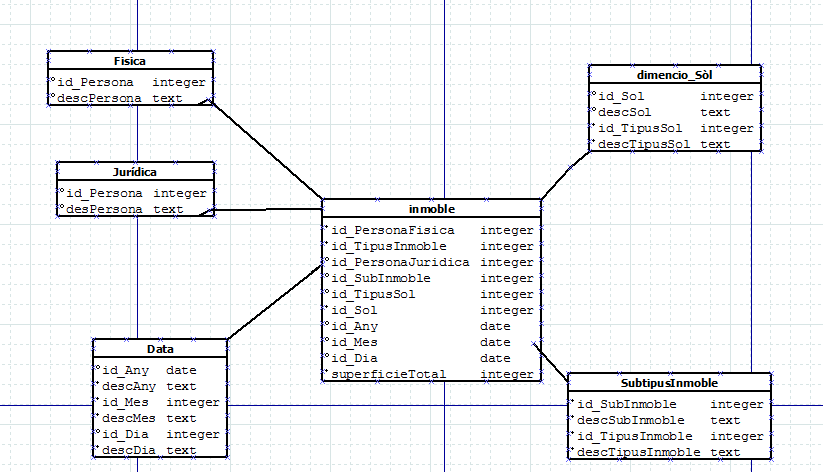 Fisica
id_Persona integer
descPersona text
Jurídica
id_Persona integer
desPersona text
Data
id_Any date
descAny text
id_Mes integer
descMes text
id_Dia integer
descDia text
inmoble
id_PersonaFisica integer
id_TipusInmoble integer
id_PersonaJuridica integer
id_SubInmoble integer
id_TipusSol integer
id_Sol integer
id_Any date
id_Mes date
id_Dia date
superficieTotal integer
dimencio_Sòl
id_Sol integer
descSol text
id_TipusSol integer
descTipusSol text
SubtipusInmoble
id_SubInmoble integer
descSubInmoble text
id_TipusInmoble integer
descTipusInmoble text